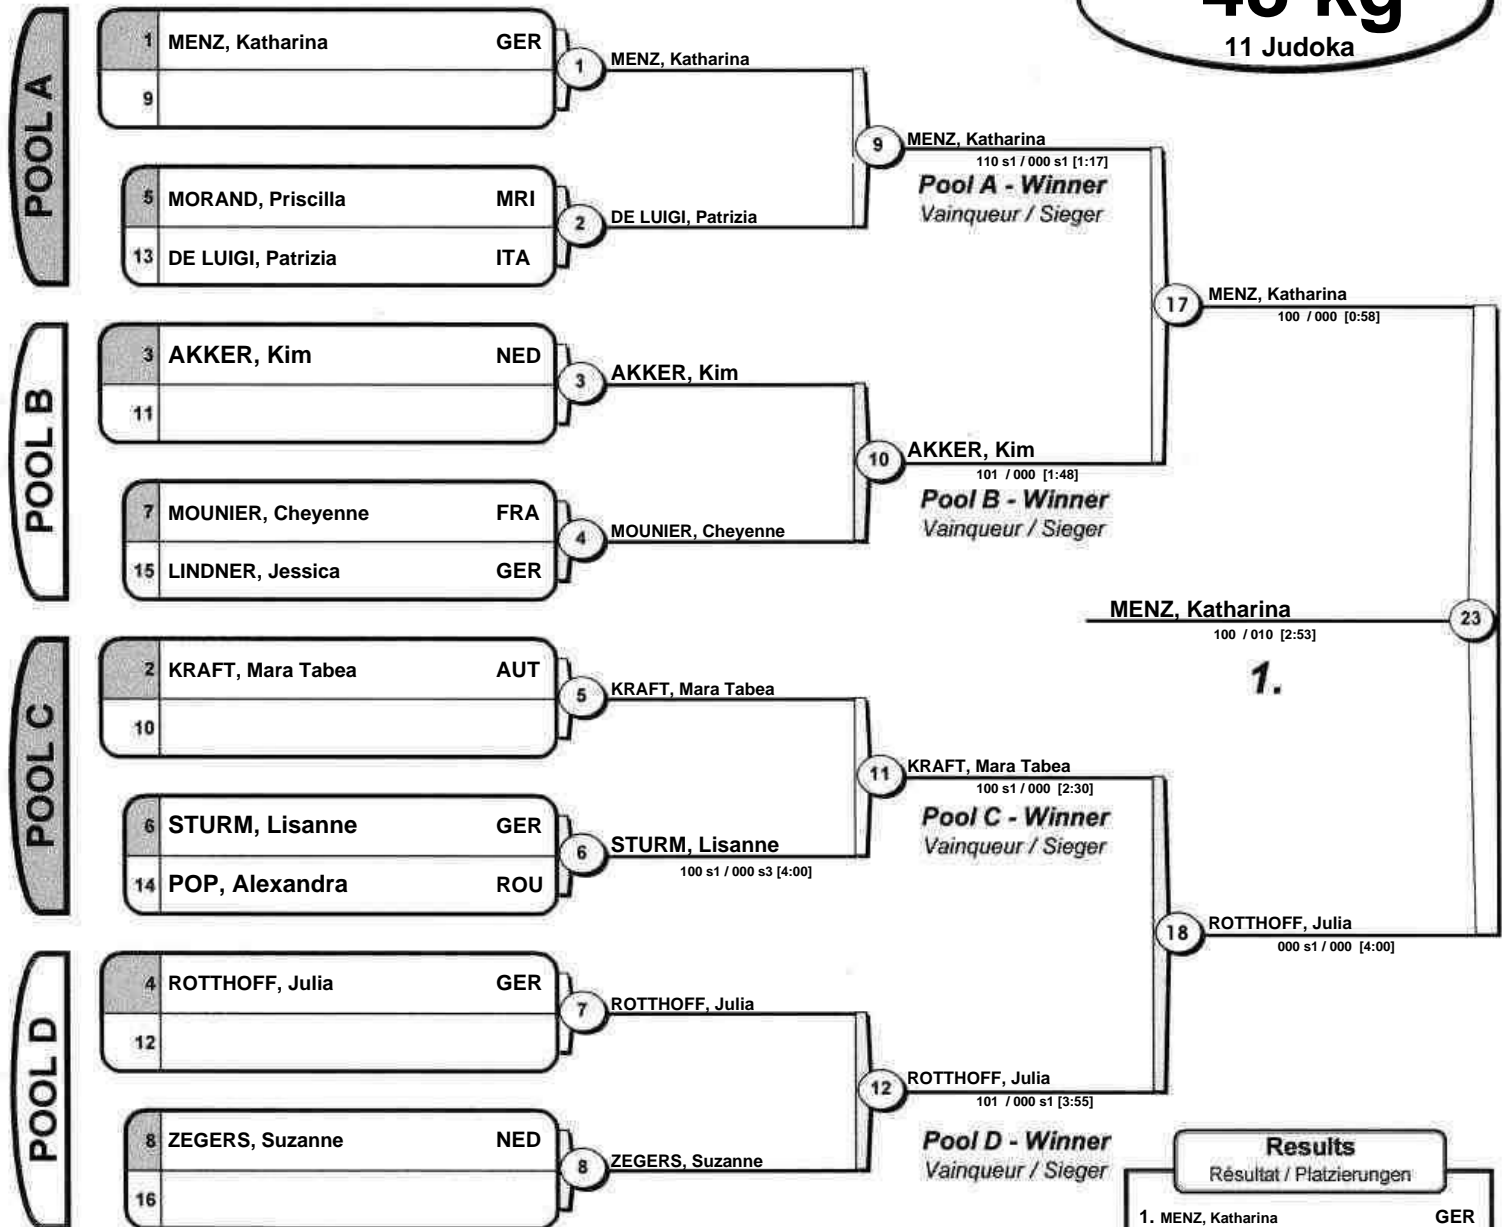 48 kg
11 Judoka
POOL A
1 MENZ, Katharina GER
9
5 MORAND, Priscilla MRI
13 DE LUIGI, Patrizia ITA
1 MENZ, Katharina
2 DE LUIGI, Patrizia
9 MENZ, Katharina
110 s1 / 000 s1 [1:17]
Pool A - Winner
Vainqueur / Sieger
POOL B
3 AKKER, Kim NED
11
7 MOUNIER, Cheyenne FRA
15 LINDNER, Jessica GER
3 AKKER, Kim
4 MOUNIER, Cheyenne
10 AKKER, Kim
101 / 000 [1:48]
Pool B - Winner
Vainqueur / Sieger
17 MENZ, Katharina
100 / 000 [0:58]
MENZ, Katharina 23
100 / 010 [2:53]
1.
POOL C
2 KRAFT, Mara Tabea AUT
10
6 STURM, Lisanne GER
14 POP, Alexandra ROU
5 KRAFT, Mara Tabea
6 STURM, Lisanne
100 s1 / 000 s3 [4:00]
11 KRAFT, Mara Tabea
100 s1 / 000 [2:30]
Pool C - Winner
Vainqueur / Sieger
POOL D
4 ROTTHOFF, Julia GER
12
8 ZEGERS, Suzanne NED
16
7 ROTTHOFF, Julia
8 ZEGERS, Suzanne
12 ROTTHOFF, Julia
101 / 000 s1 [3:55]
Pool D - Winner
Vainqueur / Sieger
18 ROTTHOFF, Julia
000 s1 / 000 [4:00]
Results
Résultat / Platzierungen
1. MENZ, Katharina GER